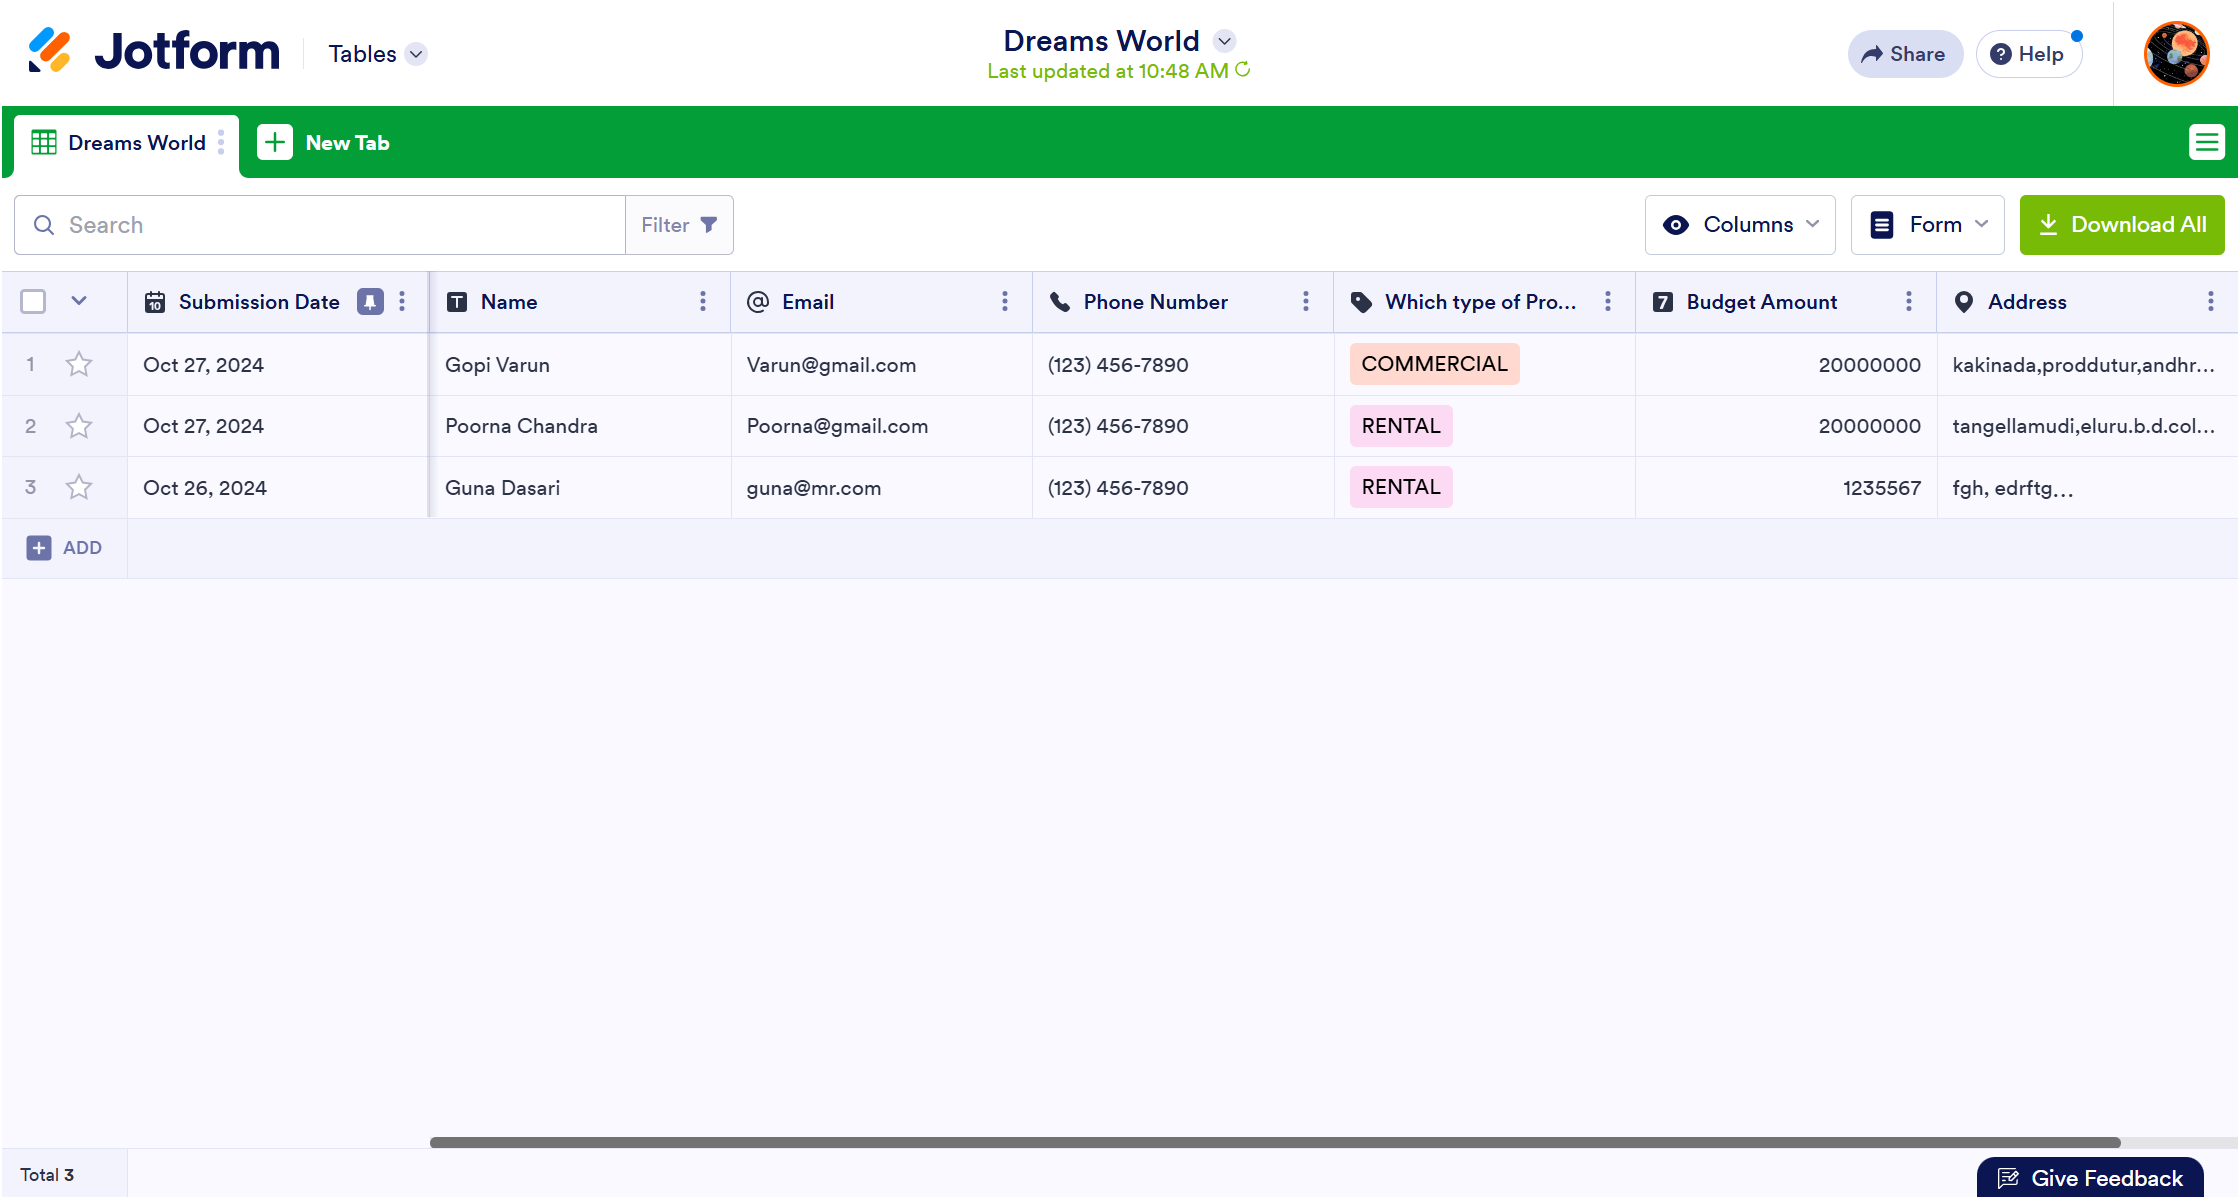 Jotform
Tables
Dreams World
Last updated at 10:48 AM
Share
? Help
Dreams World
New Tab
Search
Filter
Columns
Form
Download All
10 Submission Date
T Name
@ Email
Phone Number
Which type of Pro...
7 Budget Amount
Address
1 Oct 27, 2024 Gopi Varun Varun@gmail.com (123) 456-7890 COMMERCIAL 20000000 kakinada,proddutur,andhr...
2 Oct 27, 2024 Poorna Chandra Poorna@gmail.com (123) 456-7890 RENTAL 20000000 tangellamudi,eluru.b.d.col...
3 Oct 26, 2024 Guna Dasari guna@mr.com (123) 456-7890 RENTAL 1235567 fgh, edrftg...
ADD
Total 3
Give Feedback